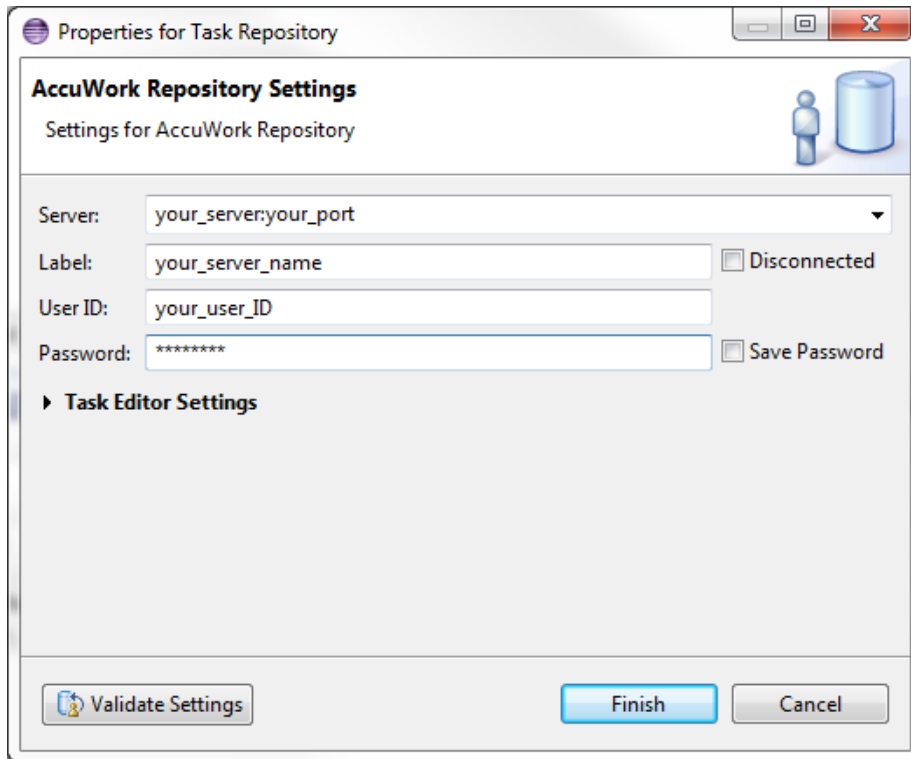 Properties for Task Repository
AccuWork Repository Settings
Settings for AccuWork Repository
Server: your_server:your_port
Label: your_server_name Disconnected
User ID: your_user_ID
Password: ******** Save Password
Task Editor Settings
Validate Settings Finish Cancel